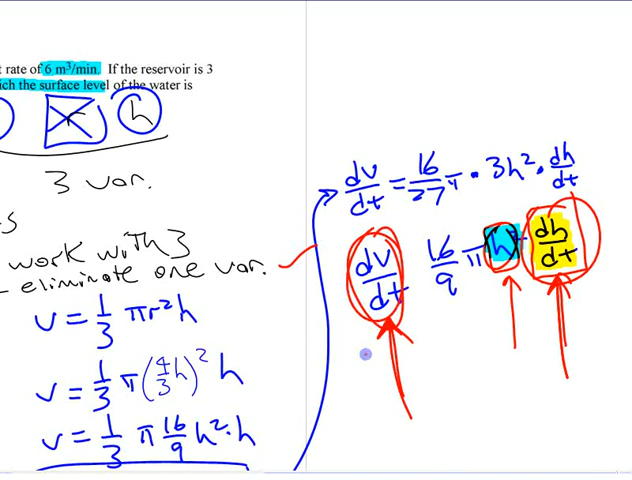 t rate of 6 m³/min. If the reservoir is 3
ich the surface level of the water is
r h
3 var.
s
work with 3
eliminate one var.
v = 1/3 πr²h
v = 1/3 π(4/3 h)² h
v = 1/3 π 16/9 h² · h
dv/dt = 16/27 π · 3h² · dh/dt
dv/dt 16/9 π h² dh/dt